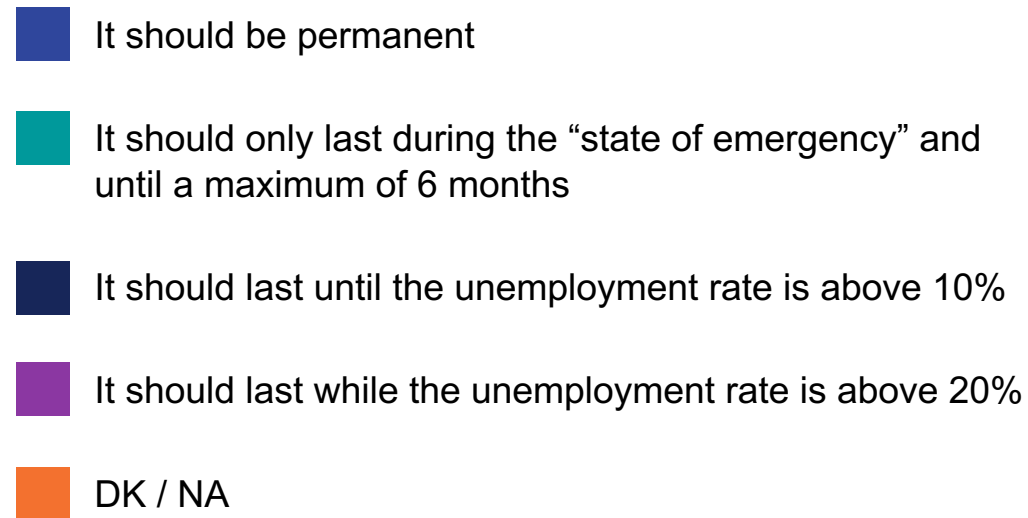 It should be permanent
It should only last during the “state of emergency” and
until a maximum of 6 months
It should last until the unemployment rate is above 10%
It should last while the unemployment rate is above 20%
DK / NA